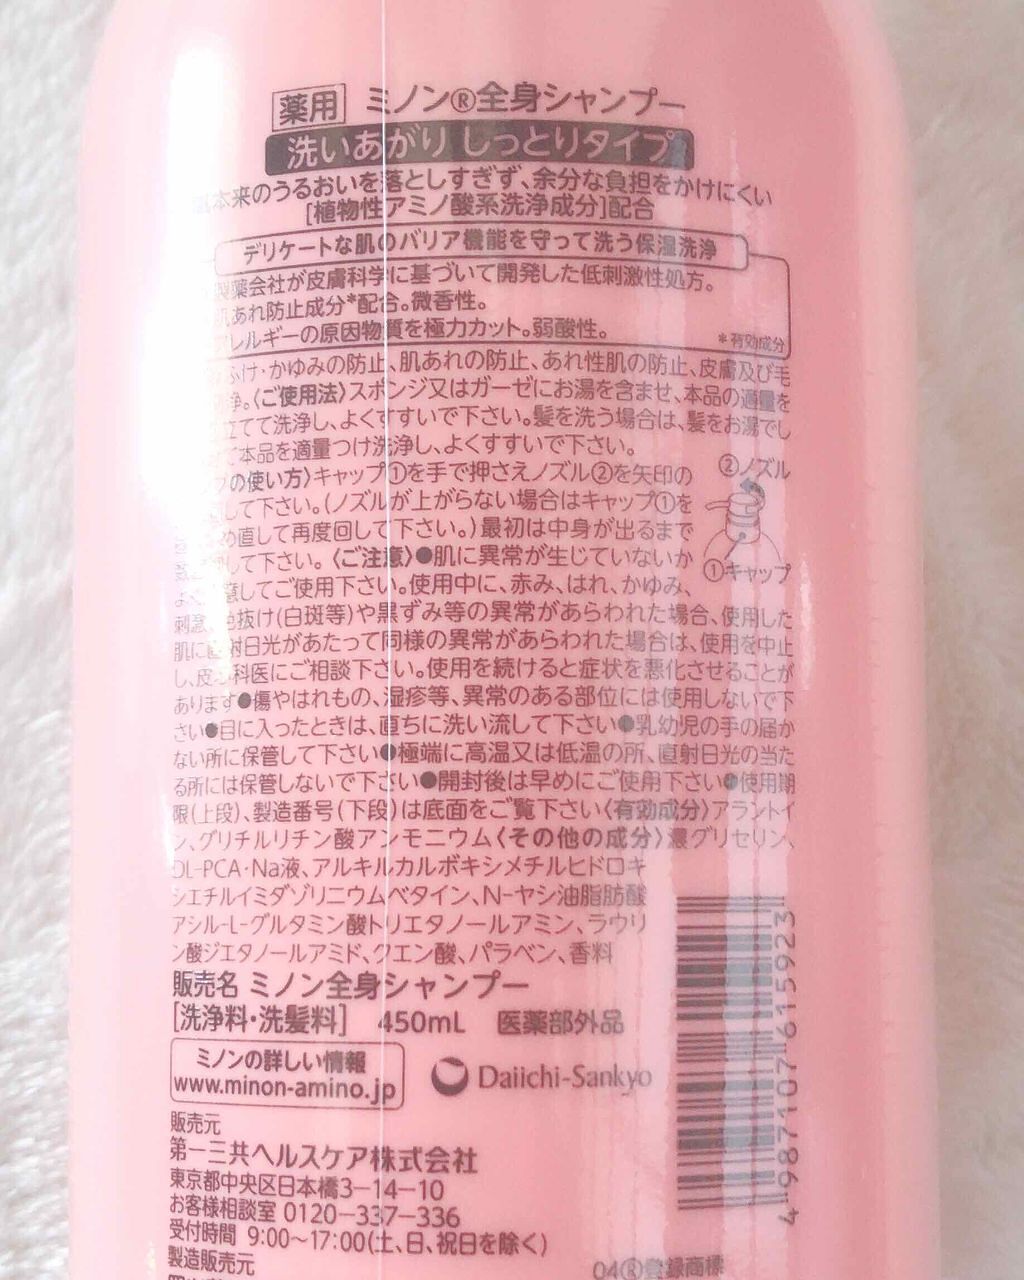 薬用 ミノン®全身シャンプー
洗いあがり しっとりタイプ
本来のうるおいを落としすぎず、余分な負担をかけにくい
[植物性アミノ酸系洗浄成分]配合
デリケートな肌のバリア機能を守って洗う保湿洗浄
製薬会社が皮膚科学に基づいて開発した低刺激性処方。
肌あれ防止成分*配合。微香性。
アレルギーの原因物質を極力カット。弱酸性。
*有効成分
ふけ・かゆみの防止、肌あれの防止、あれ性肌の防止、皮膚及び毛
浄。〈ご使用法〉スポンジ又はガーゼにお湯を含ませ、本品の適量を
立てて洗浄し、よくすすいで下さい。髪を洗う場合は、髪をお湯でし
て本品を適量つけ洗浄し、よくすすいで下さい。
の使い方〉キャップ①を手で押さえノズル②を矢印の
して下さい。(ノズルが上がらない場合はキャップ①を
め直して再度回して下さい。)最初は中身が出るまで
して下さい。〈ご注意〉●肌に異常が生じていないか
よく注意してご使用下さい。使用中に、赤み、はれ、かゆみ、
刺激、色抜け(白斑等)や黒ずみ等の異常があらわれた場合、使用した
肌に直射日光があたって同様の異常があらわれた場合は、使用を中止
し、皮ふ科医にご相談下さい。使用を続けると症状を悪化させることが
あります●傷やはれもの、湿疹等、異常のある部位には使用しないで下
さい●目に入ったときは、直ちに洗い流して下さい●乳幼児の手の届か
ない所に保管して下さい●極端に高温又は低温の所、直射日光の当た
る所には保管しないで下さい●開封後は早めにご使用下さい●使用期
限(上段)、製造番号(下段)は底面をご覧下さい〈有効成分〉アラントイ
ン、グリチルリチン酸アンモニウム〈その他の成分〉濃グリセリン、
DL-PCA・Na液、アルキルカルボキシメチルヒドロキ
シエチルイミダゾリニウムベタイン、N-ヤシ油脂肪酸
アシル-L-グルタミン酸トリエタノールアミン、ラウリ
ン酸ジエタノールアミド、クエン酸、パラベン、香料
②ノズル
①キャップ
販売名 ミノン全身シャンプー
[洗浄料・洗髪料] 450mL 医薬部外品
ミノンの詳しい情報
www.minon-amino.jp
Daiichi-Sankyo
4 987107 615923
販売元
第一三共ヘルスケア株式会社
東京都中央区日本橋3-14-10
お客様相談室 0120-337-336
受付時間 9:00~17:00(土、日、祝日を除く)
製造販売元
04®登録商標